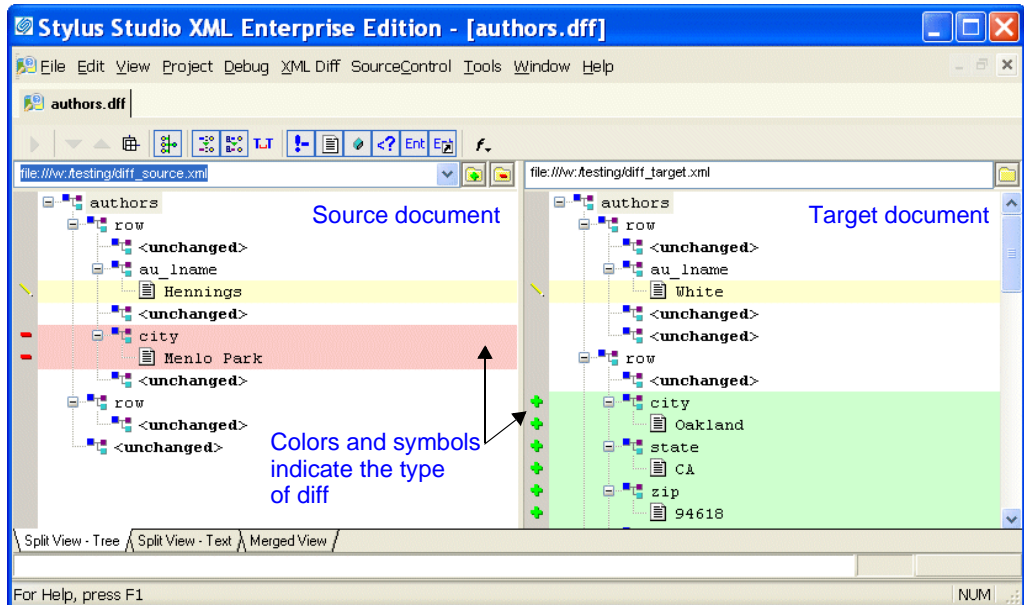 Stylus Studio XML Enterprise Edition - [authors.dff]
File Edit View Project Debug XML Diff SourceControl Tools Window Help
authors.dff
<? Ent
file:///w:/testing/diff_source.xml
authors
row
<unchanged>
au_lname
Hennings
<unchanged>
city
Menlo Park
<unchanged>
row
<unchanged>
<unchanged>
Source document
Colors and symbols
indicate the type
of diff
file:///w:/testing/diff_target.xml
authors
row
<unchanged>
au_lname
White
<unchanged>
<unchanged>
row
<unchanged>
city
Oakland
state
CA
zip
94618
Target document
Split View - Tree Split View - Text Merged View
For Help, press F1 NUM